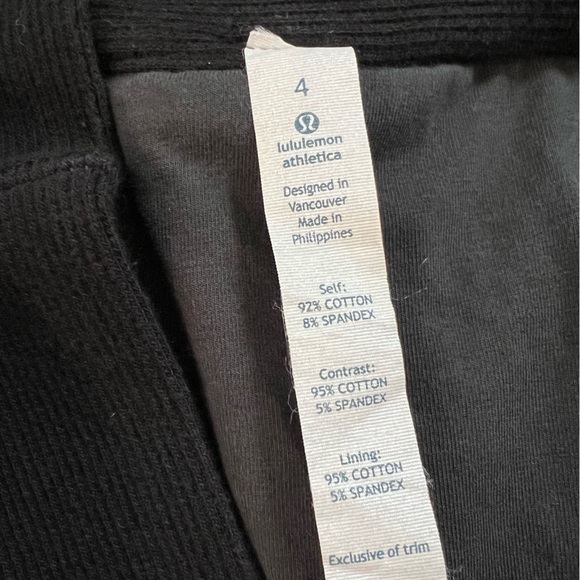 4
lululemon
athletica
Designed in
Vancouver
Made in
Philippines
Self:
92% COTTON
8% SPANDEX
Contrast:
95% COTTON
5% SPANDEX
Lining:
95% COTTON
5% SPANDEX
Exclusive of trim